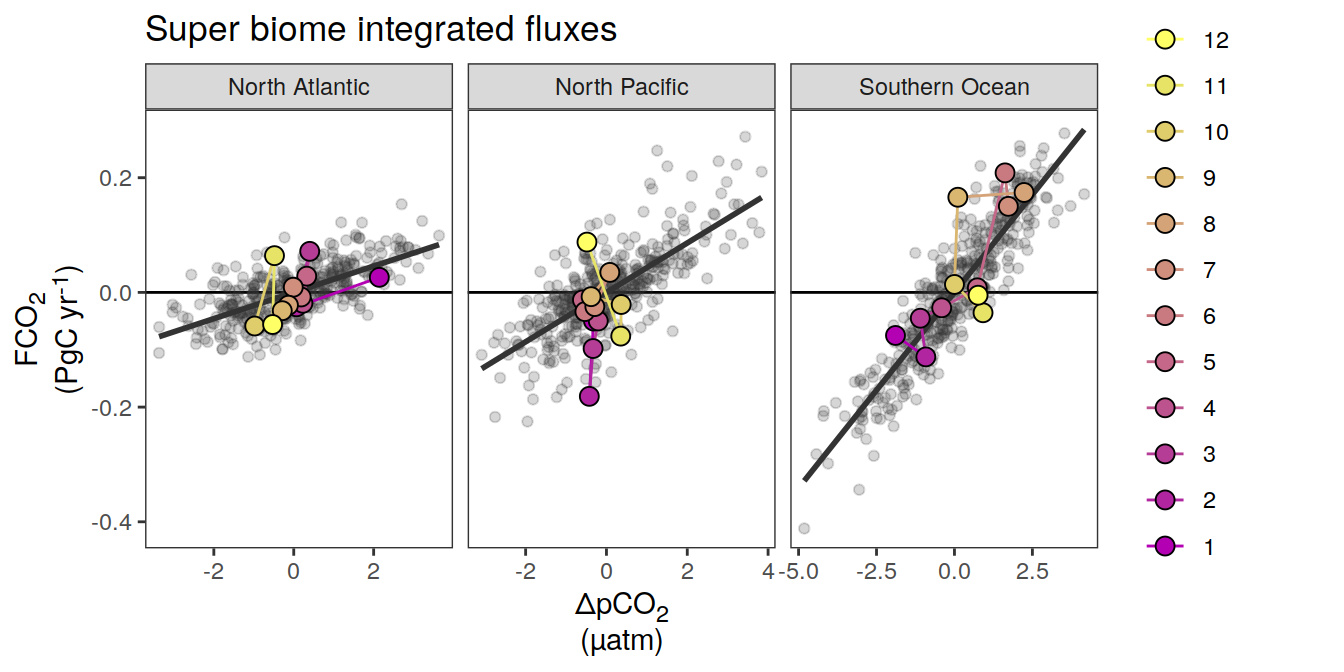 Super biome integrated fluxes
North Atlantic
North Pacific
Southern Ocean
FCO₂
(PgC yr⁻¹)
0.2
0.0
-0.2
-0.4
-2 0 2
-2 0 2 4
-5.0 -2.5 0.0 2.5
ΔpCO₂
(µatm)
12
11
10
9
8
7
6
5
4
3
2
1